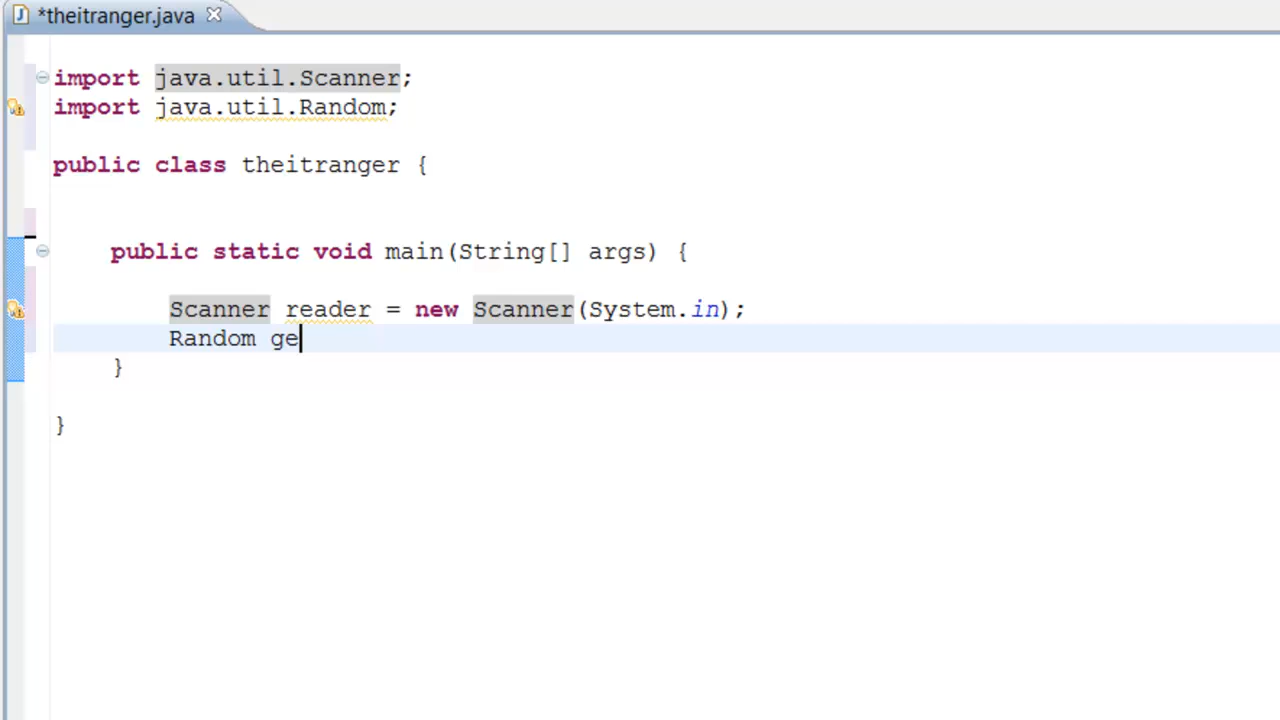 *theitranger.java
import java.util.Scanner;
import java.util.Random;
public class theitranger {
public static void main(String[] args) {
Scanner reader = new Scanner(System.in);
Random ge
}
}